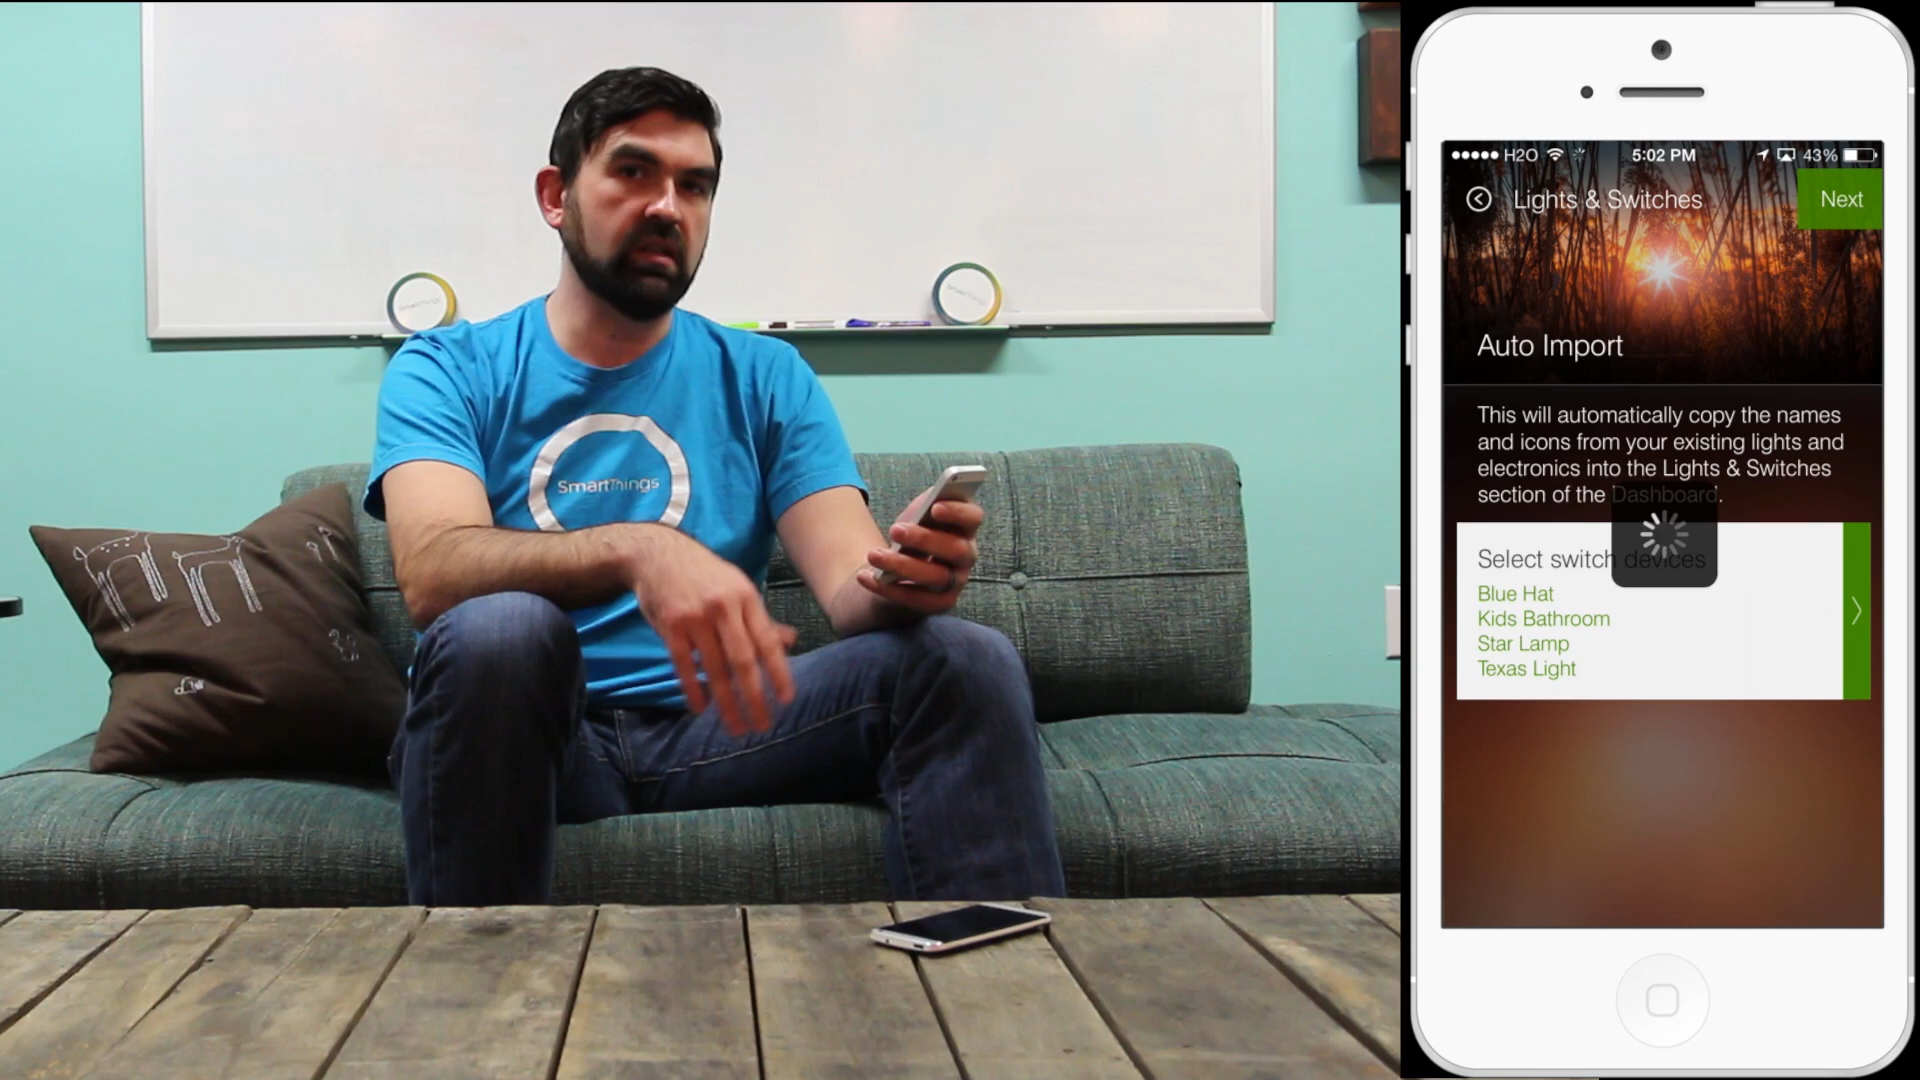 SmartThings
SmartThings
SmartThings
H2O
5:02 PM
43%
Lights & Switches
Next
Auto Import
This will automatically copy the names
and icons from your existing lights and
electronics into the Lights & Switches
section of the Dashboard.
Select switch devices
Blue Hat
Kids Bathroom
Star Lamp
Texas Light